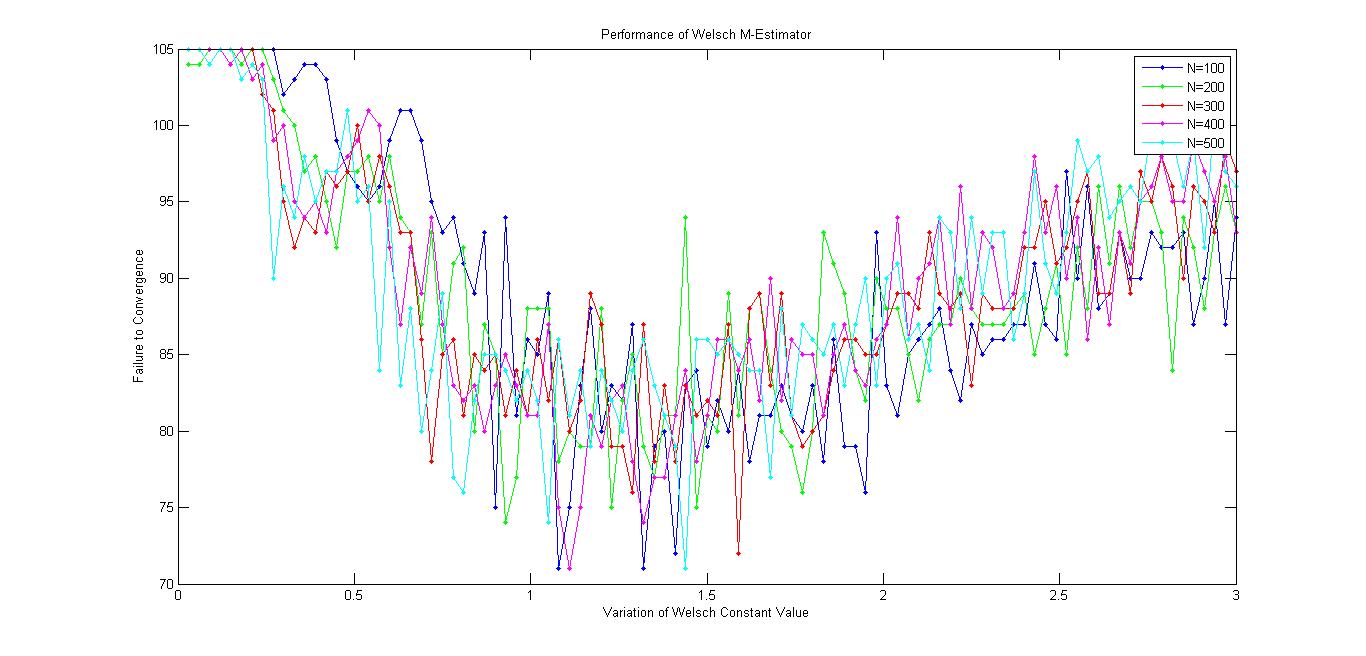 Performance of Welsch M-Estimator
105
100
95
90
85
80
75
70
Failure to Convergence
0
0.5
1
1.5
2
2.5
3
Variation of Welsch Constant Value
N=100
N=200
N=300
N=400
N=500